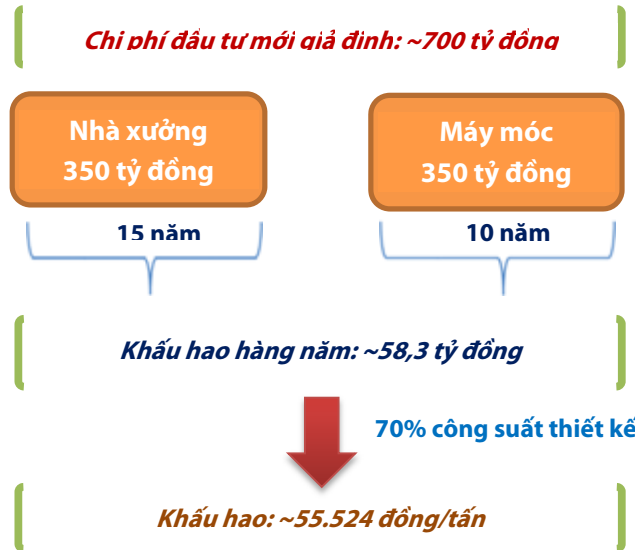 Chi phí đầu tư mới giả định: ~700 tỷ đồng
Nhà xưởng
350 tỷ đồng
Máy móc
350 tỷ đồng
15 năm
10 năm
Khấu hao hàng năm: ~58,3 tỷ đồng
70% công suất thiết kế
Khấu hao: ~55.524 đồng/tấn